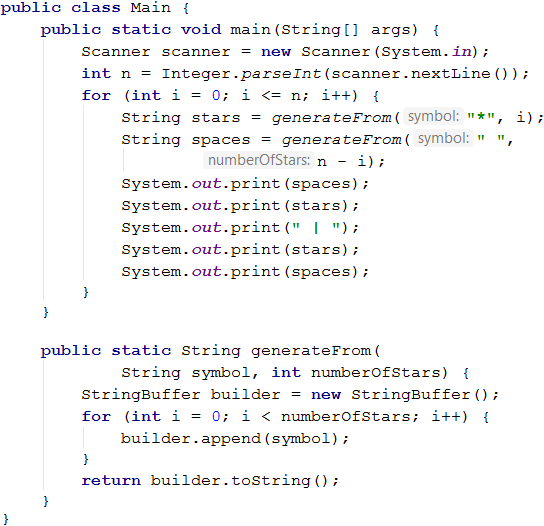 public class Main {
    public static void main(String[] args) {
        Scanner scanner = new Scanner(System.in);
        int n = Integer.parseInt(scanner.nextLine());
        for (int i = 0; i <= n; i++) {
            String stars = generateFrom( symbol: "*", i);
            String spaces = generateFrom( symbol: " ",
                    numberOfStars: n - i);
            System.out.print(spaces);
            System.out.print(stars);
            System.out.print(" | ");
            System.out.print(stars);
            System.out.print(spaces);
        }
    }

    public static String generateFrom(
            String symbol, int numberOfStars) {
        StringBuffer builder = new StringBuffer();
        for (int i = 0; i < numberOfStars; i++) {
            builder.append(symbol);
        }
        return builder.toString();
    }
}